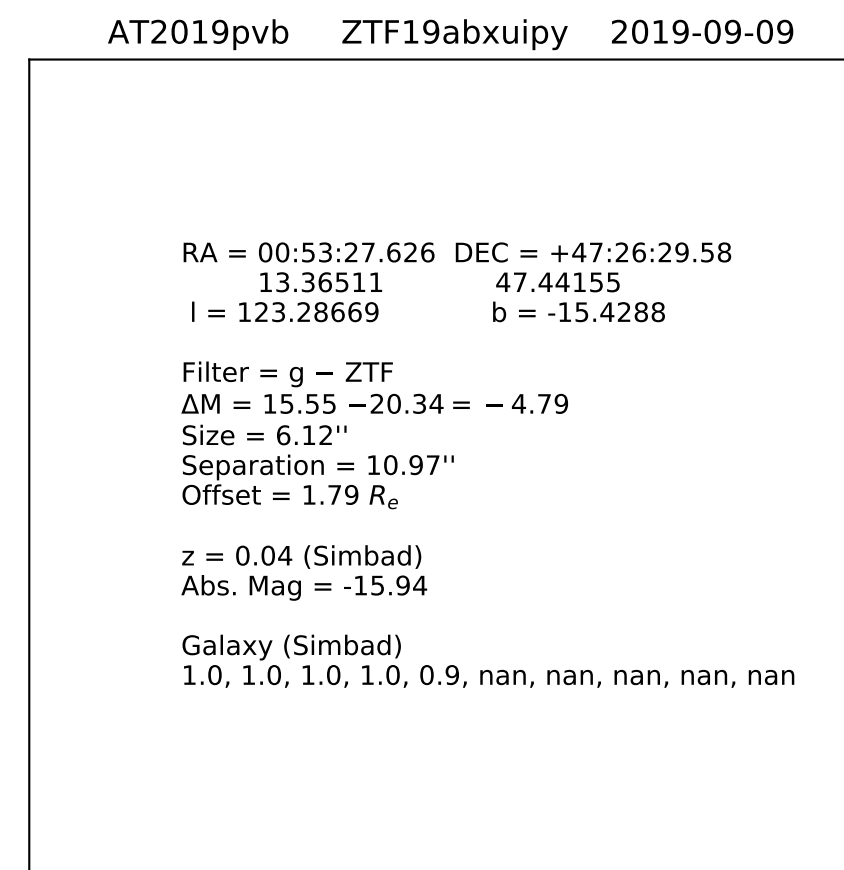 AT2019pvb ZTF19abxuipy 2019-09-09
RA = 00:53:27.626 DEC = +47:26:29.58
13.36511 47.44155
l = 123.28669 b = -15.4288
Filter = g − ZTF
ΔM = 15.55 −20.34 = − 4.79
Size = 6.12''
Separation = 10.97''
Offset = 1.79 Re
z = 0.04 (Simbad)
Abs. Mag = -15.94
Galaxy (Simbad)
1.0, 1.0, 1.0, 1.0, 0.9, nan, nan, nan, nan, nan